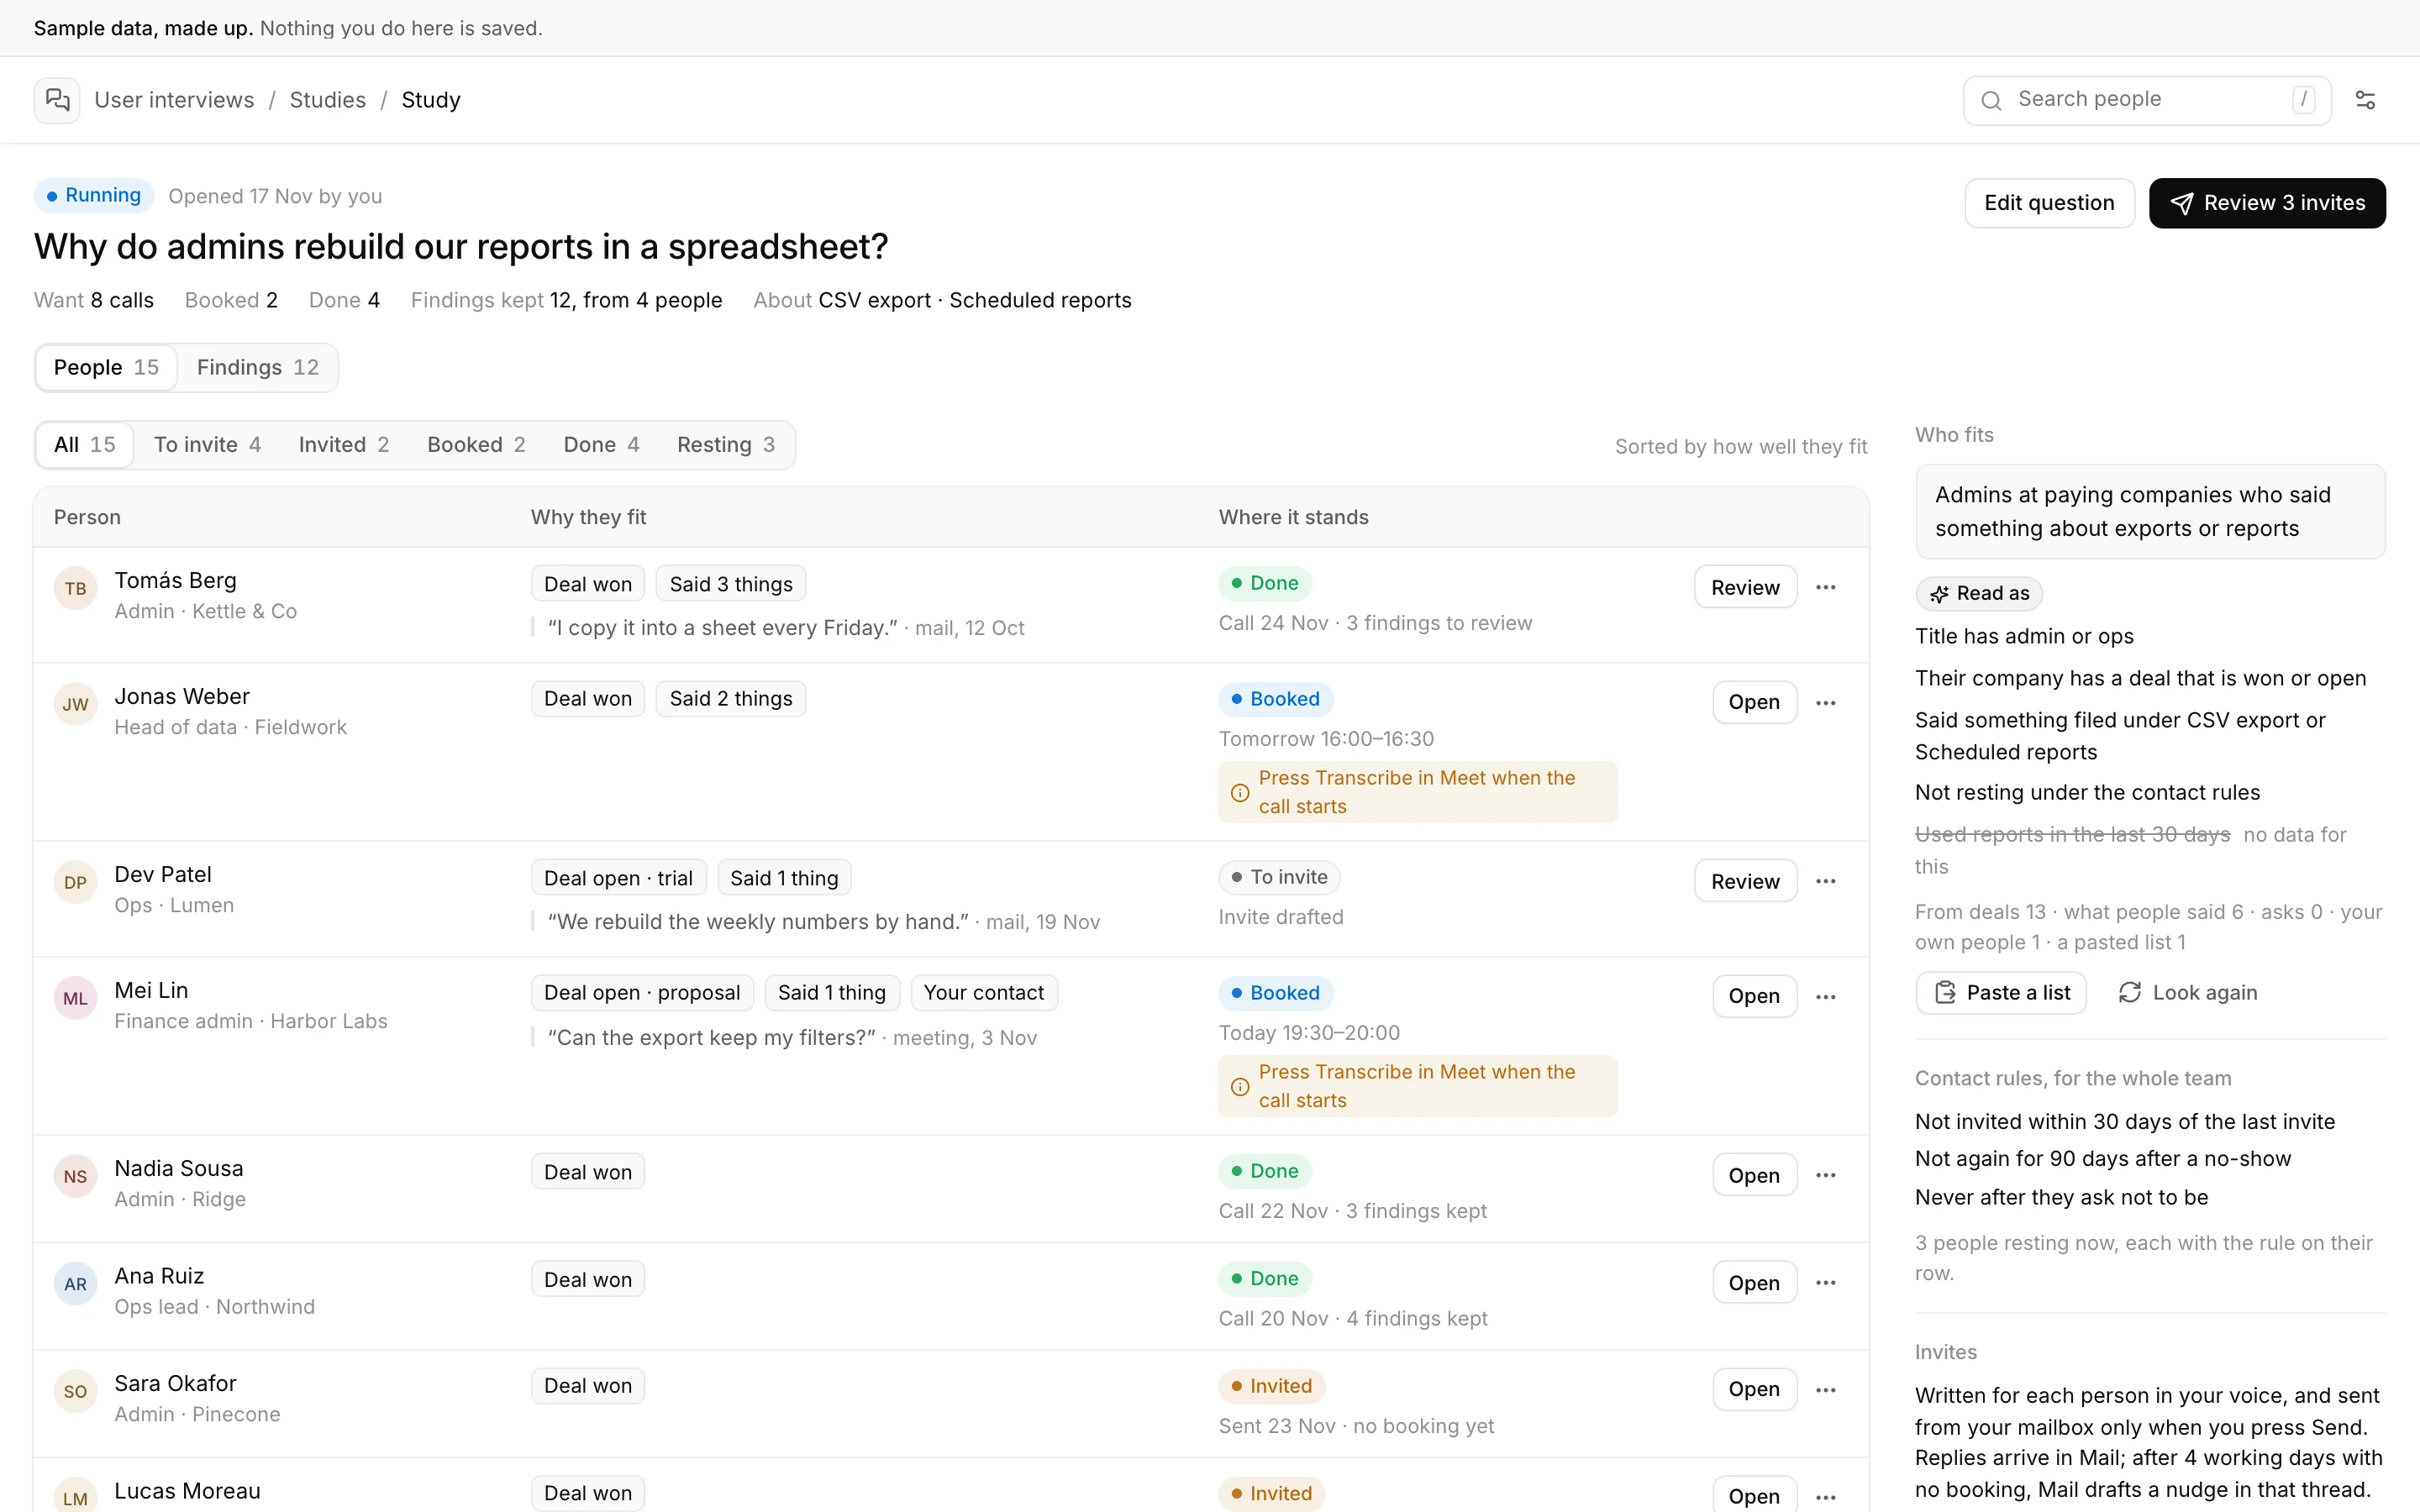 Sample data, made up. Nothing you do here is saved.
User interviews / Studies / Study
Search people /
Running Opened 17 Nov by you
Edit question Review 3 invites
Why do admins rebuild our reports in a spreadsheet?
Want 8 calls Booked 2 Done 4 Findings kept 12, from 4 people About CSV export · Scheduled reports
People 15 Findings 12
All 15 To invite 4 Invited 2 Booked 2 Done 4 Resting 3
Sorted by how well they fit
Person Why they fit Where it stands
TB Tomás Berg
Admin · Kettle & Co
Deal won Said 3 things
“I copy it into a sheet every Friday.” · mail, 12 Oct
Done
Call 24 Nov · 3 findings to review
Review
JW Jonas Weber
Head of data · Fieldwork
Deal won Said 2 things
Booked
Tomorrow 16:00–16:30
Press Transcribe in Meet when the
call starts
Open
DP Dev Patel
Ops · Lumen
Deal open · trial Said 1 thing
“We rebuild the weekly numbers by hand.” · mail, 19 Nov
To invite
Invite drafted
Review
ML Mei Lin
Finance admin · Harbor Labs
Deal open · proposal Said 1 thing Your contact
“Can the export keep my filters?” · meeting, 3 Nov
Booked
Today 19:30–20:00
Press Transcribe in Meet when the
call starts
Open
NS Nadia Sousa
Admin · Ridge
Deal won
Done
Call 22 Nov · 3 findings kept
Open
AR Ana Ruiz
Ops lead · Northwind
Deal won
Done
Call 20 Nov · 4 findings kept
Open
SO Sara Okafor
Admin · Pinecone
Deal won
Invited
Sent 23 Nov · no booking yet
Open
LM Lucas Moreau
Deal won
Invited
Open
Who fits
Admins at paying companies who said
something about exports or reports
Read as
Title has admin or ops
Their company has a deal that is won or open
Said something filed under CSV export or
Scheduled reports
Not resting under the contact rules
Used reports in the last 30 days no data for
this
From deals 13 · what people said 6 · asks 0 · your
own people 1 · a pasted list 1
Paste a list Look again
Contact rules, for the whole team
Not invited within 30 days of the last invite
Not again for 90 days after a no-show
Never after they ask not to be
3 people resting now, each with the rule on their
row.
Invites
Written for each person in your voice, and sent
from your mailbox only when you press Send.
Replies arrive in Mail; after 4 working days with
no booking, Mail drafts a nudge in that thread.